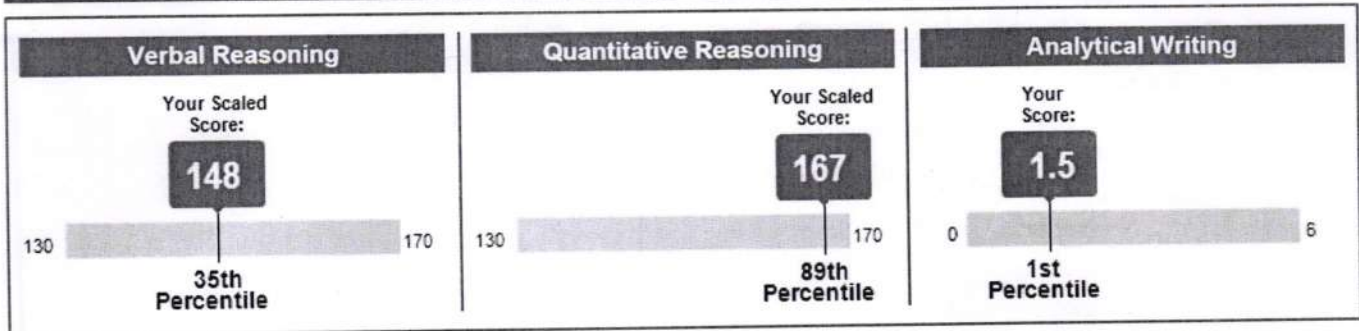 Verbal Reasoning
Your Scaled
Score:
148
130
170
35th
Percentile
Quantitative Reasoning
Your Scaled
Score:
167
130
170
89th
Percentile
Analytical Writing
Your
Score:
1.5
0
6
1st
Percentile